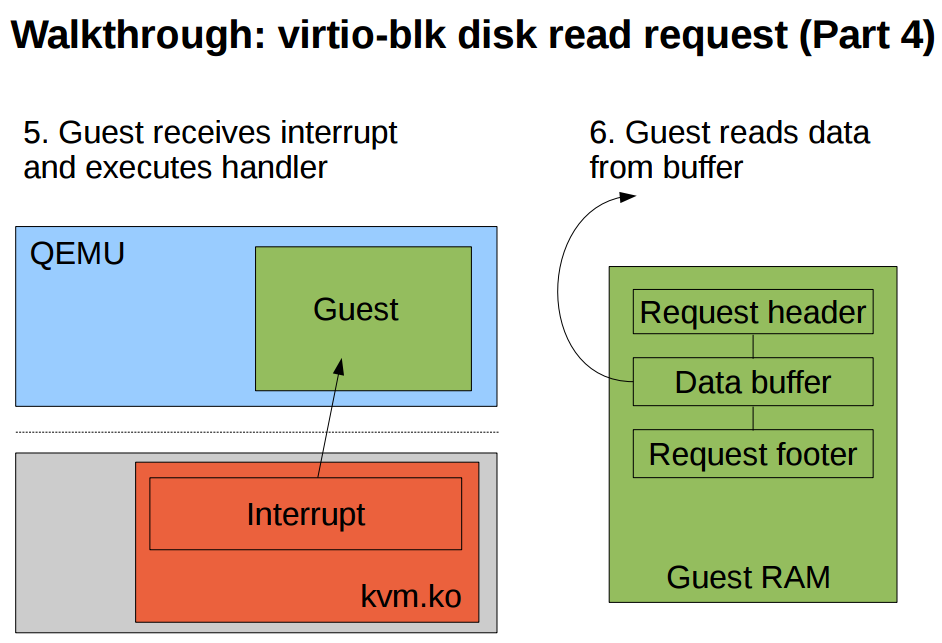 Walkthrough: virtio-blk disk read request (Part 4)
5. Guest receives interrupt
and executes handler
6. Guest reads data
from buffer
QEMU
Guest
Interrupt
kvm.ko
Request header
Data buffer
Request footer
Guest RAM